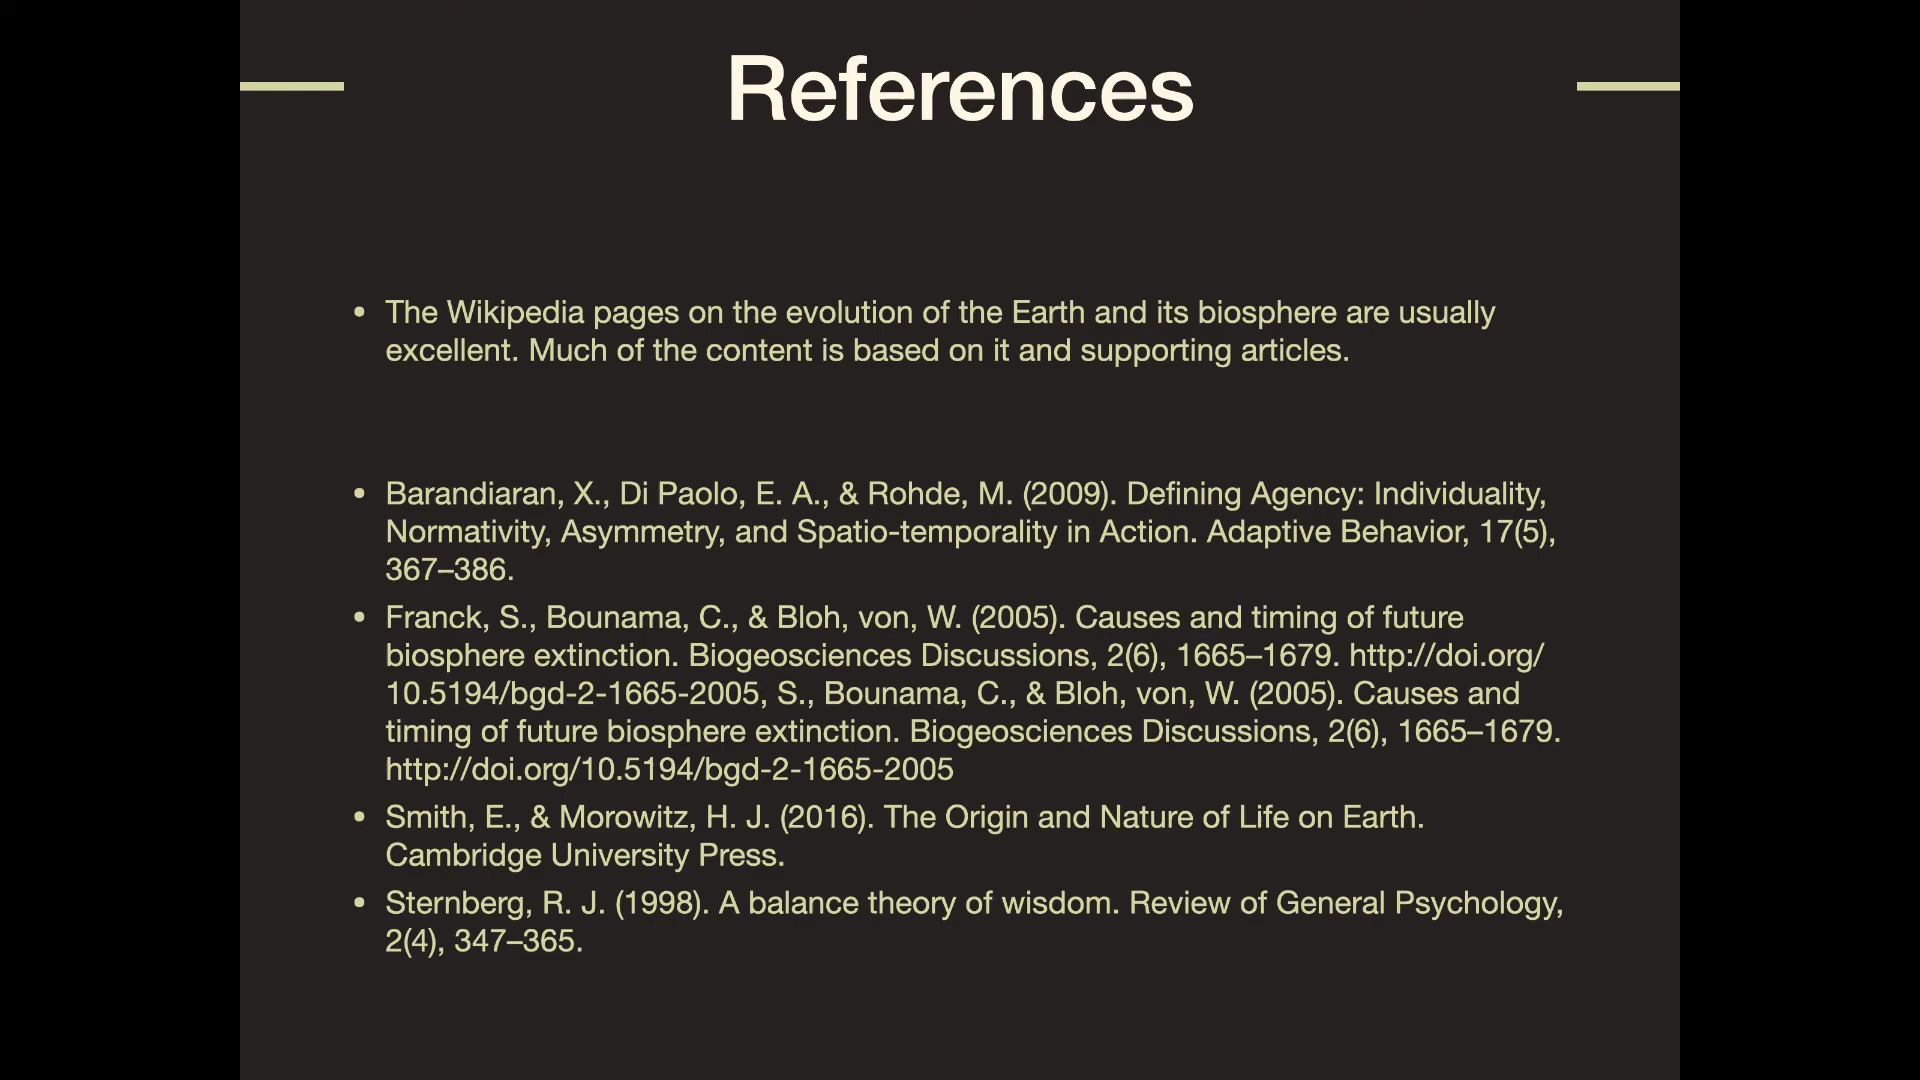 References
• The Wikipedia pages on the evolution of the Earth and its biosphere are usually
excellent. Much of the content is based on it and supporting articles.
• Barandiaran, X., Di Paolo, E. A., & Rohde, M. (2009). Defining Agency: Individuality,
Normativity, Asymmetry, and Spatio-temporality in Action. Adaptive Behavior, 17(5),
367–386.
• Franck, S., Bounama, C., & Bloh, von, W. (2005). Causes and timing of future
biosphere extinction. Biogeosciences Discussions, 2(6), 1665–1679. http://doi.org/
10.5194/bgd-2-1665-2005, S., Bounama, C., & Bloh, von, W. (2005). Causes and
timing of future biosphere extinction. Biogeosciences Discussions, 2(6), 1665–1679.
http://doi.org/10.5194/bgd-2-1665-2005
• Smith, E., & Morowitz, H. J. (2016). The Origin and Nature of Life on Earth.
Cambridge University Press.
• Sternberg, R. J. (1998). A balance theory of wisdom. Review of General Psychology,
2(4), 347–365.